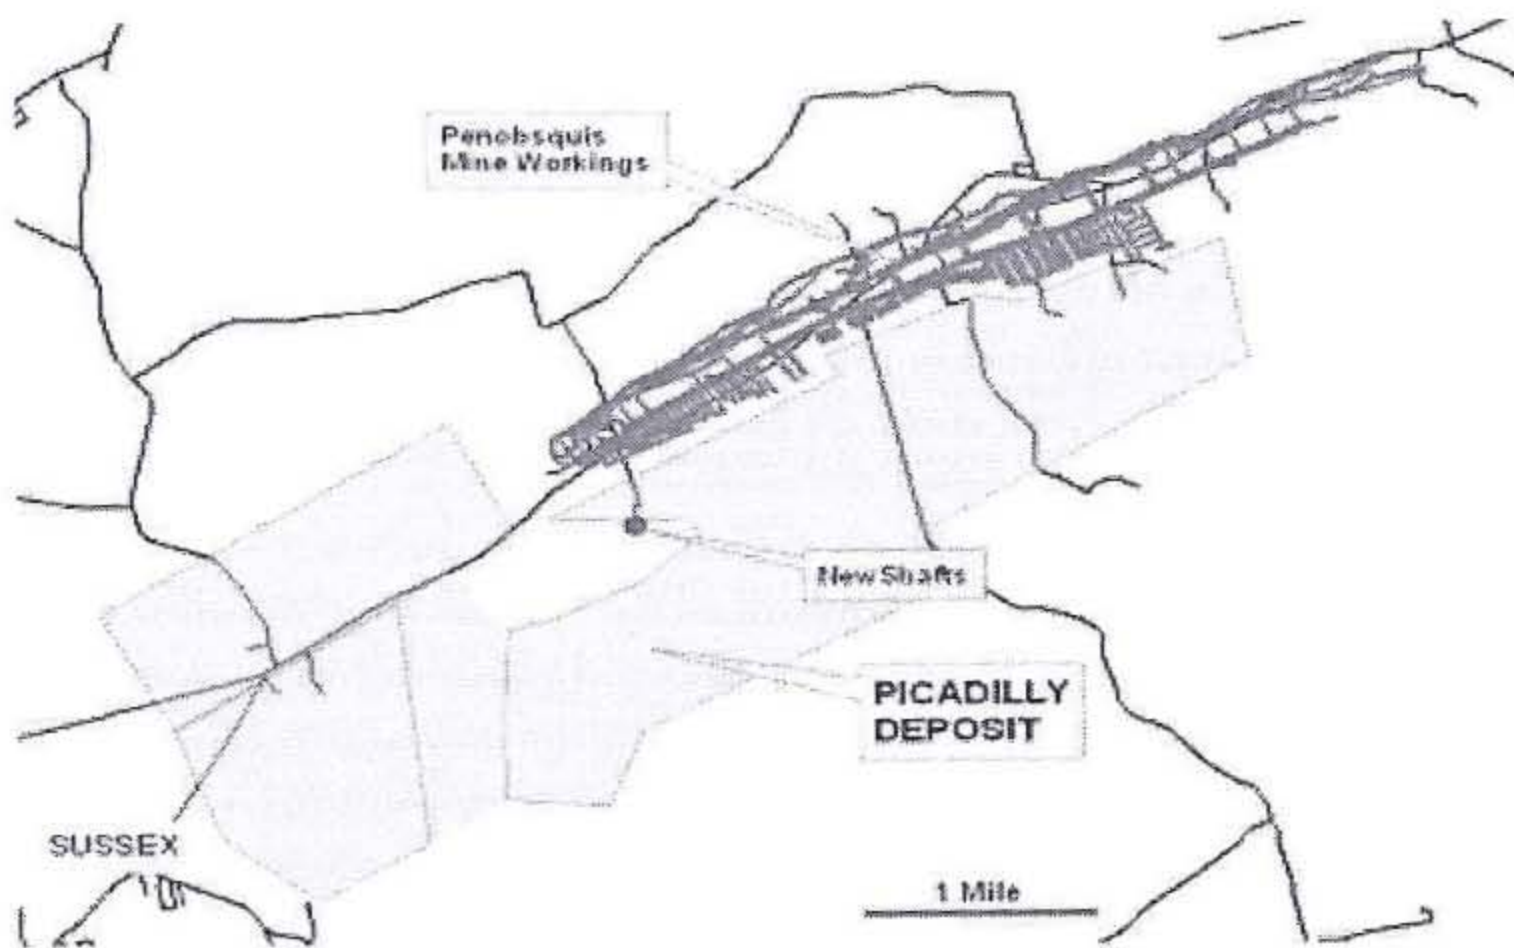 Penobsquis
Mine Workings
New Shafts
PICADILLY
DEPOSIT
SUSSEX
1 Mile